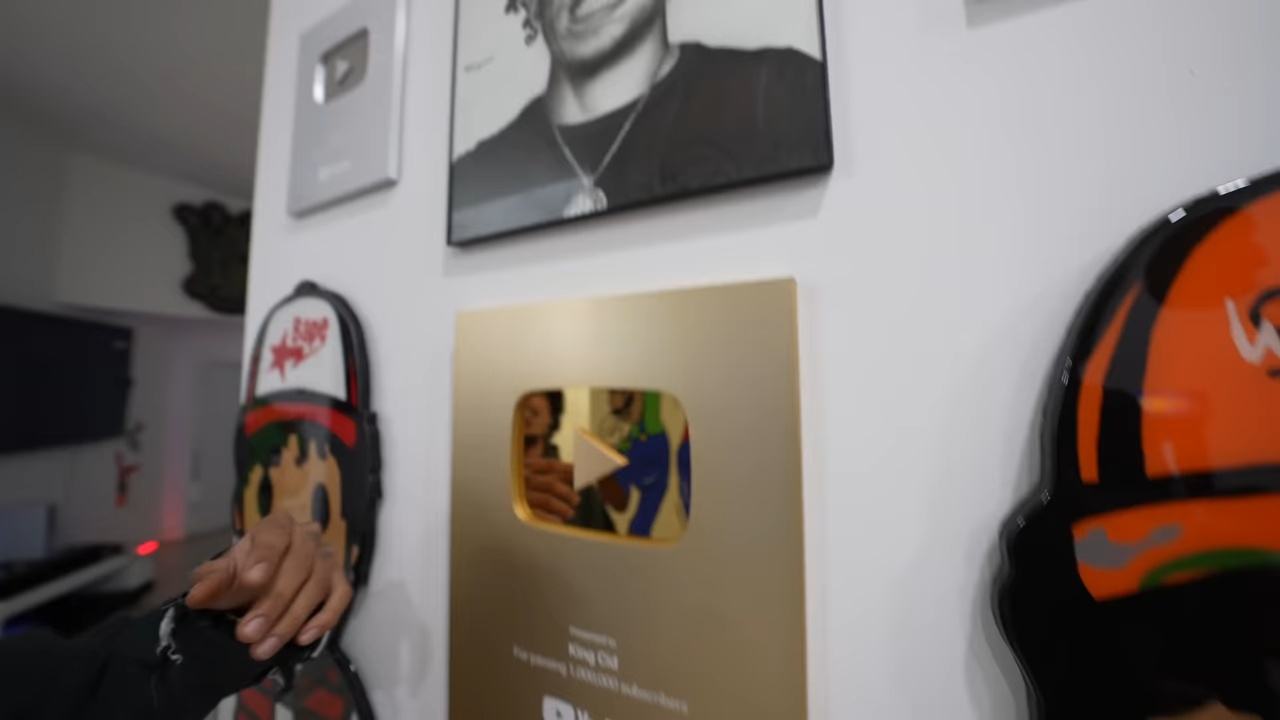 Bape
W
Presented to
King Cid
For passing 1,000,000 subscribers